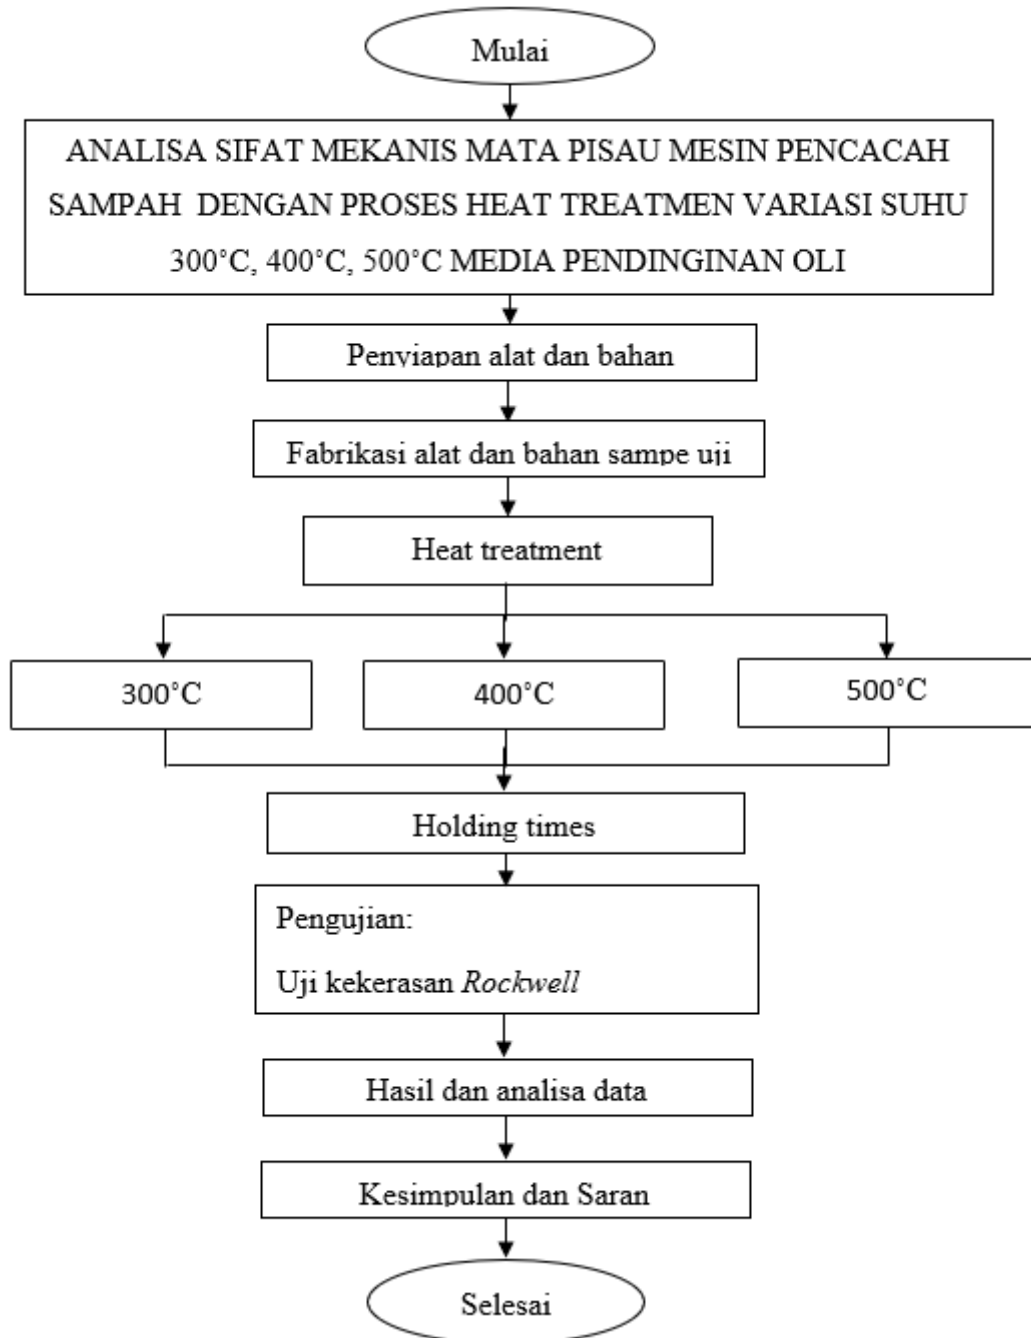 Mulai
ANALISA SIFAT MEKANIS MATA PISAU MESIN PENCACAH
SAMPAH DENGAN PROSES HEAT TREATMEN VARIASI SUHU
300°C, 400°C, 500°C MEDIA PENDINGINAN OLI
Penyiapan alat dan bahan
Fabrikasi alat dan bahan sampe uji
Heat treatment
300°C
400°C
500°C
Holding times
Pengujian:
Uji kekerasan Rockwell
Hasil dan analisa data
Kesimpulan dan Saran
Selesai